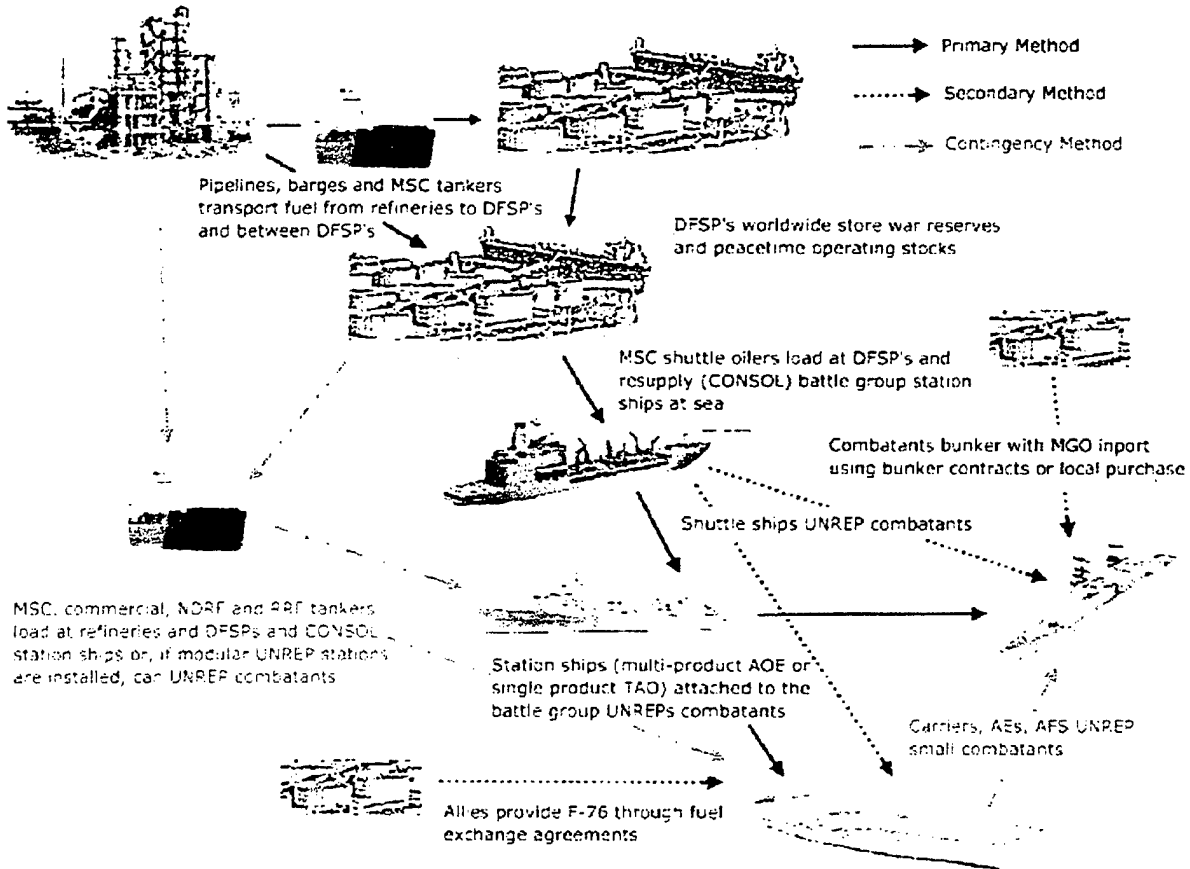 Primary Method
Secondary Method
Contingency Method
Pipelines, barges and MSC tankers
transport fuel from refineries to DFSP's
and between DFSP's
DFSP's worldwide store war reserves
and peacetime operating stocks
MSC shuttle oilers load at DFSP's and
resupply (CONSOL) battle group station
ships at sea
Combatants bunker with MGO inport
using bunker contracts or local purchase
Shuttle ships UNREP combatants
MSC, commercial, NDRF and RRF tankers
load at refineries and DFSPs and CONSOL
station ships or, if modular UNREP stations
are installed, can UNREP combatants
Station ships (multi-product AOE or
single product TAO) attached to the
battle group UNREPs combatants
Carriers, AEs, AFS UNREP
small combatants
Allies provide F-76 through fuel
exchange agreements